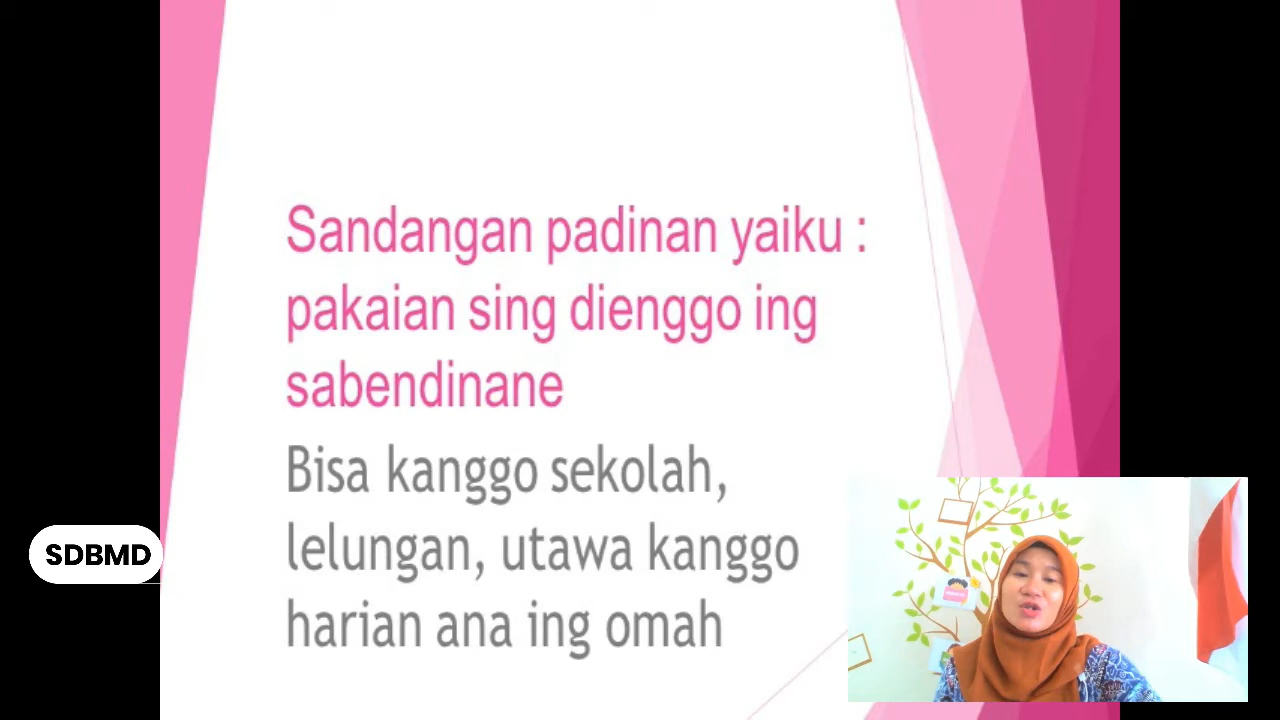 Sandangan padinan yaiku :
pakaian sing dienggo ing
sabendinane
Bisa kanggo sekolah,
lelungan, utawa kanggo
harian ana ing omah
SDBMD